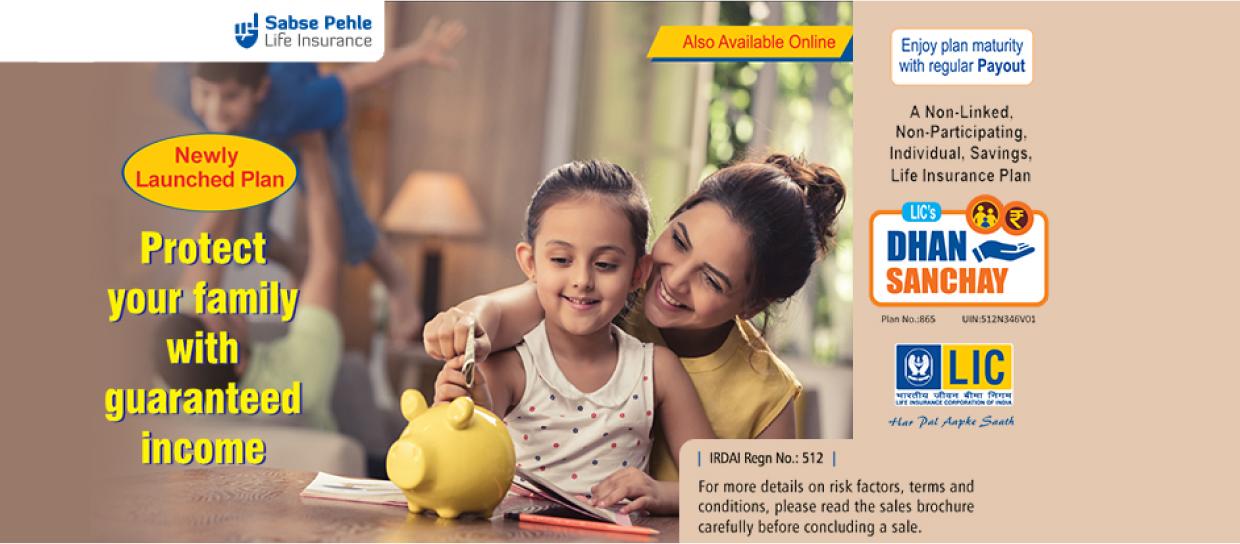 Sabse Pehle
Life Insurance
Also Available Online
Newly
Launched Plan
Protect
your family
with
guaranteed
income
Enjoy plan maturity
with regular Payout
A Non-Linked,
Non-Participating,
Individual, Savings,
Life Insurance Plan
LIC's
₹
DHAN
SANCHAY
Plan No.:865 UIN:512N346V01
LIC
भारतीय जीवन बीमा निगम
LIFE INSURANCE CORPORATION OF INDIA
Har Pal Aapke Saath
| IRDAI Regn No.: 512 |
For more details on risk factors, terms and
conditions, please read the sales brochure
carefully before concluding a sale.